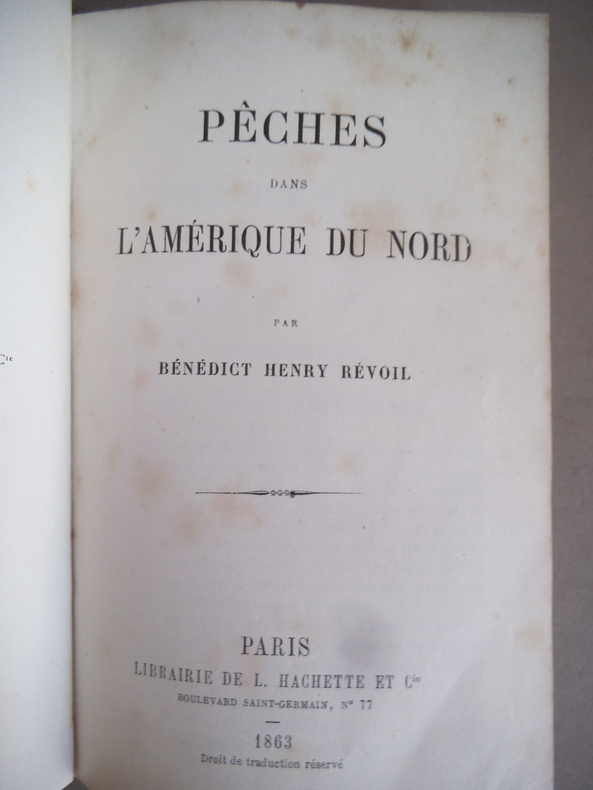 PÊCHES
DANS
L'AMÉRIQUE DU NORD
PAR
BÉNÉDICT HENRY RÉVOIL
PARIS
LIBRAIRIE DE L. HACHETTE ET Cie
BOULEVARD SAINT-GERMAIN, N° 77
1863
Droit de traduction réservé
Cie